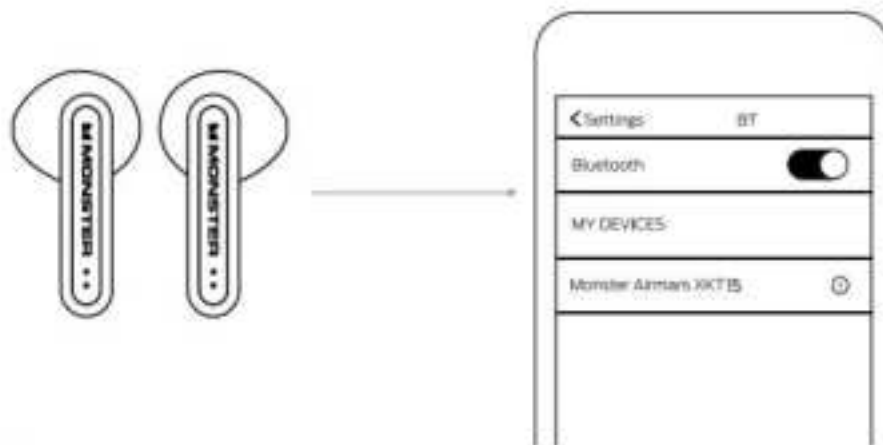 MONSTER
MONSTER
Settings BT
Bluetooth
MY DEVICES
Monster Airmars XKT15